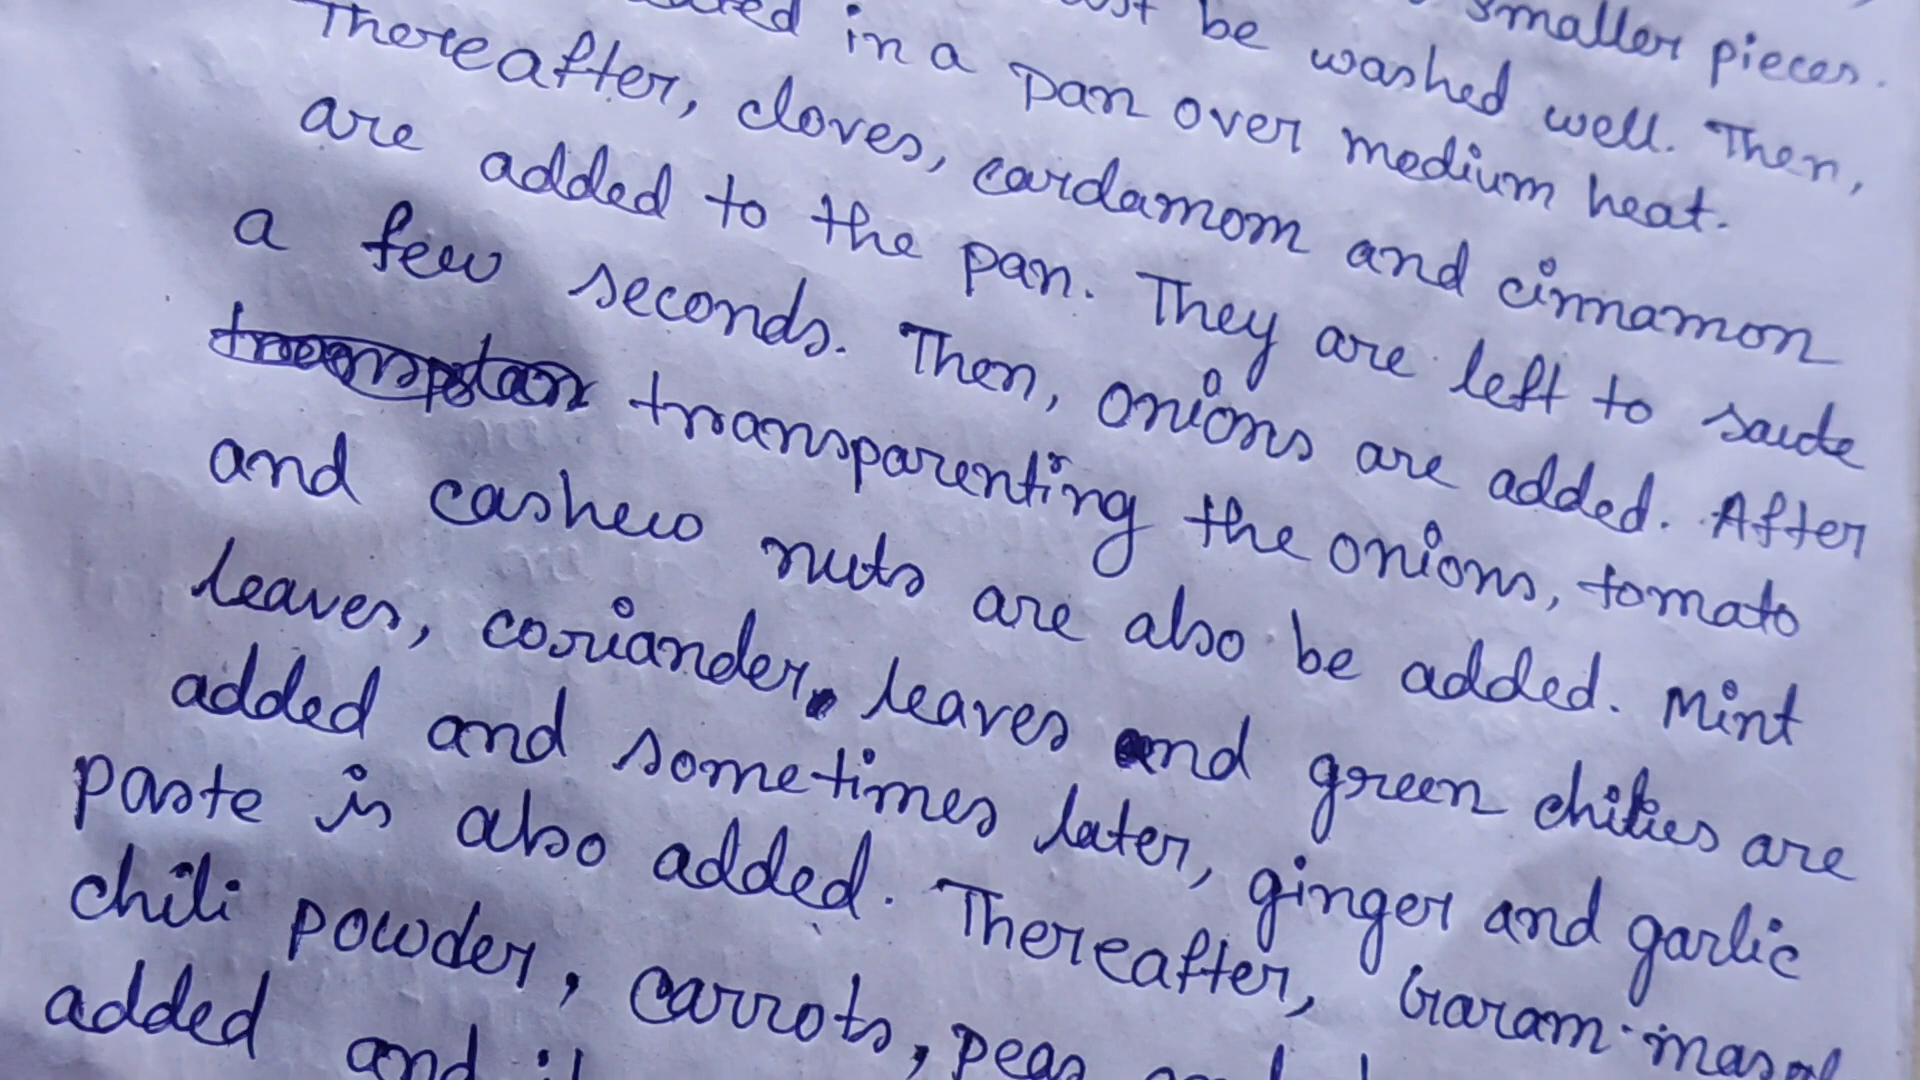 smaller pieces.
be washed well. Then,
in a pan over medium heat.
Thereafter, cloves, cardamom and cinnamon
are added to the pan. They are left to saute
a few seconds. Then, onions are added. After
transparenting the onions, tomato
and cashew nuts are also be added. Mint
leaves, coriander leaves and green chilies are
added and sometimes later, ginger and garlic
paste is also added. Thereafter, Garam
chili powder, carrots, peas
added and